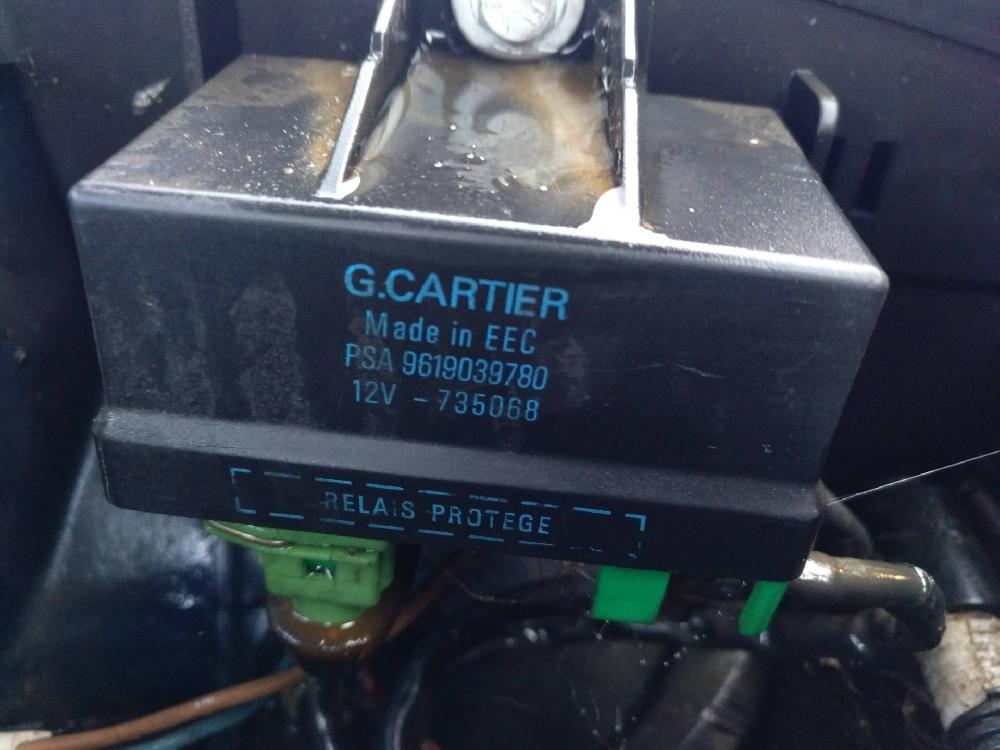 G.CARTIER
Made in EEC
PSA 9619039780
12V - 735068
RELAIS PROTEGE